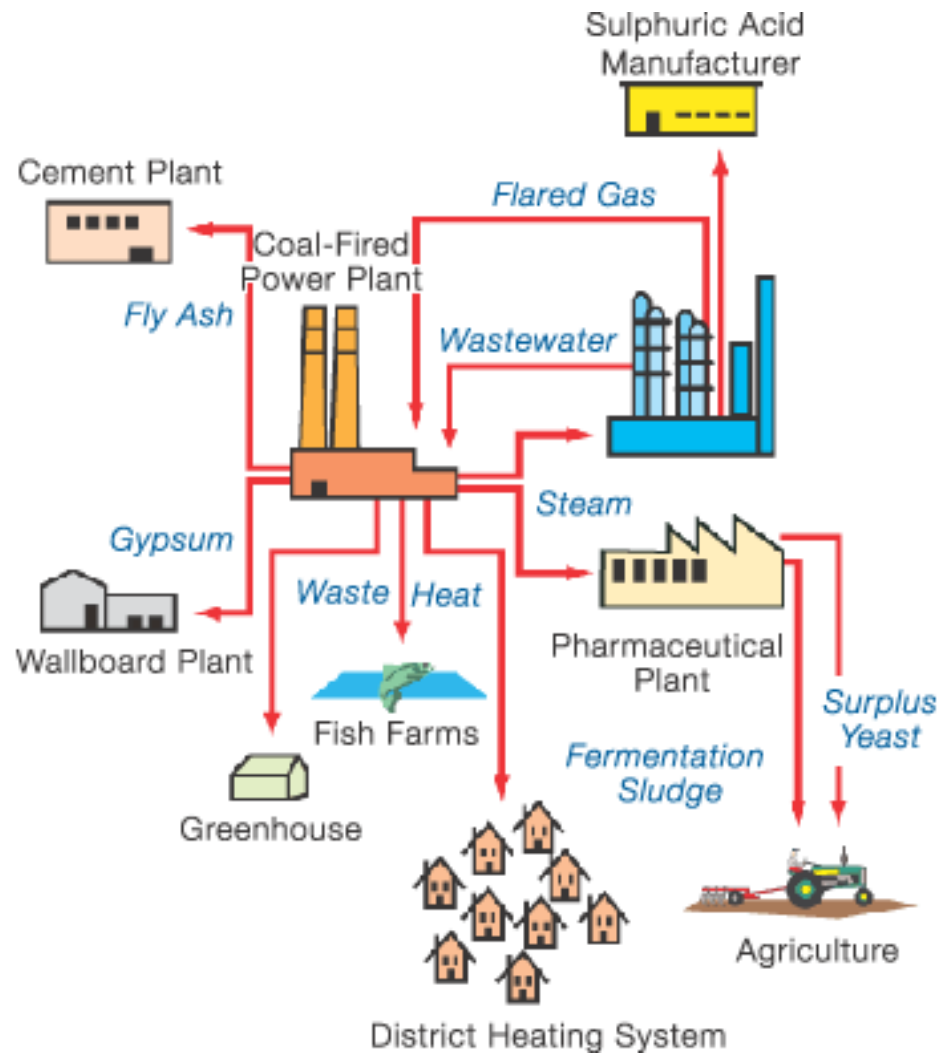 Sulphuric Acid
Manufacturer
Cement Plant
Flared Gas
Coal-Fired
Power Plant
Fly Ash
Wastewater
Steam
Gypsum
Waste Heat
Wallboard Plant
Pharmaceutical
Plant
Fish Farms
Surplus
Yeast
Fermentation
Sludge
Greenhouse
Agriculture
District Heating System